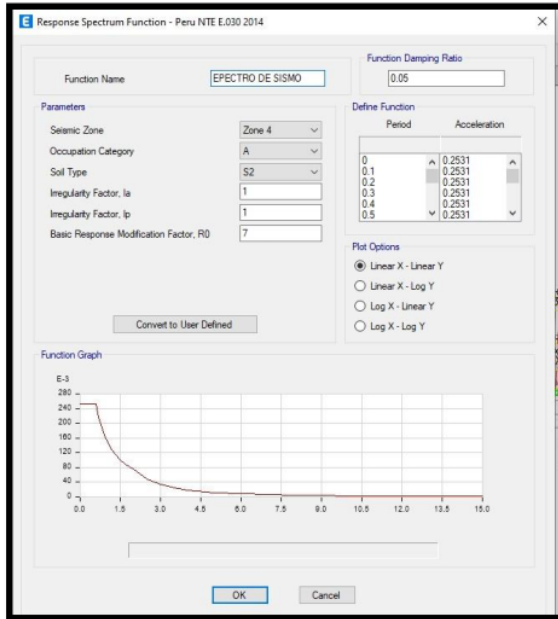 E Response Spectrum Function - Peru NTE E.030 2014
Function Name
EPECTRO DE SISMO
Function Damping Ratio
0.05
Parameters
Seismic Zone
Zone 4
Occupation Category
A
Soil Type
S2
Irregularity Factor, Ia
1
Irregularity Factor, Ip
1
Basic Response Modification Factor, R0
7
Convert to User Defined
Define Function
Period Acceleration
0 0.2531
0.1 0.2531
0.2 0.2531
0.3 0.2531
0.4 0.2531
0.5 0.2531
Plot Options
Linear X - Linear Y
Linear X - Log Y
Log X - Linear Y
Log X - Log Y
Function Graph
E-3
280
240
200
160
120
80
40
0
0.0 1.5 3.0 4.5 6.0 7.5 9.0 10.5 12.0 13.5 15.0
OK
Cancel